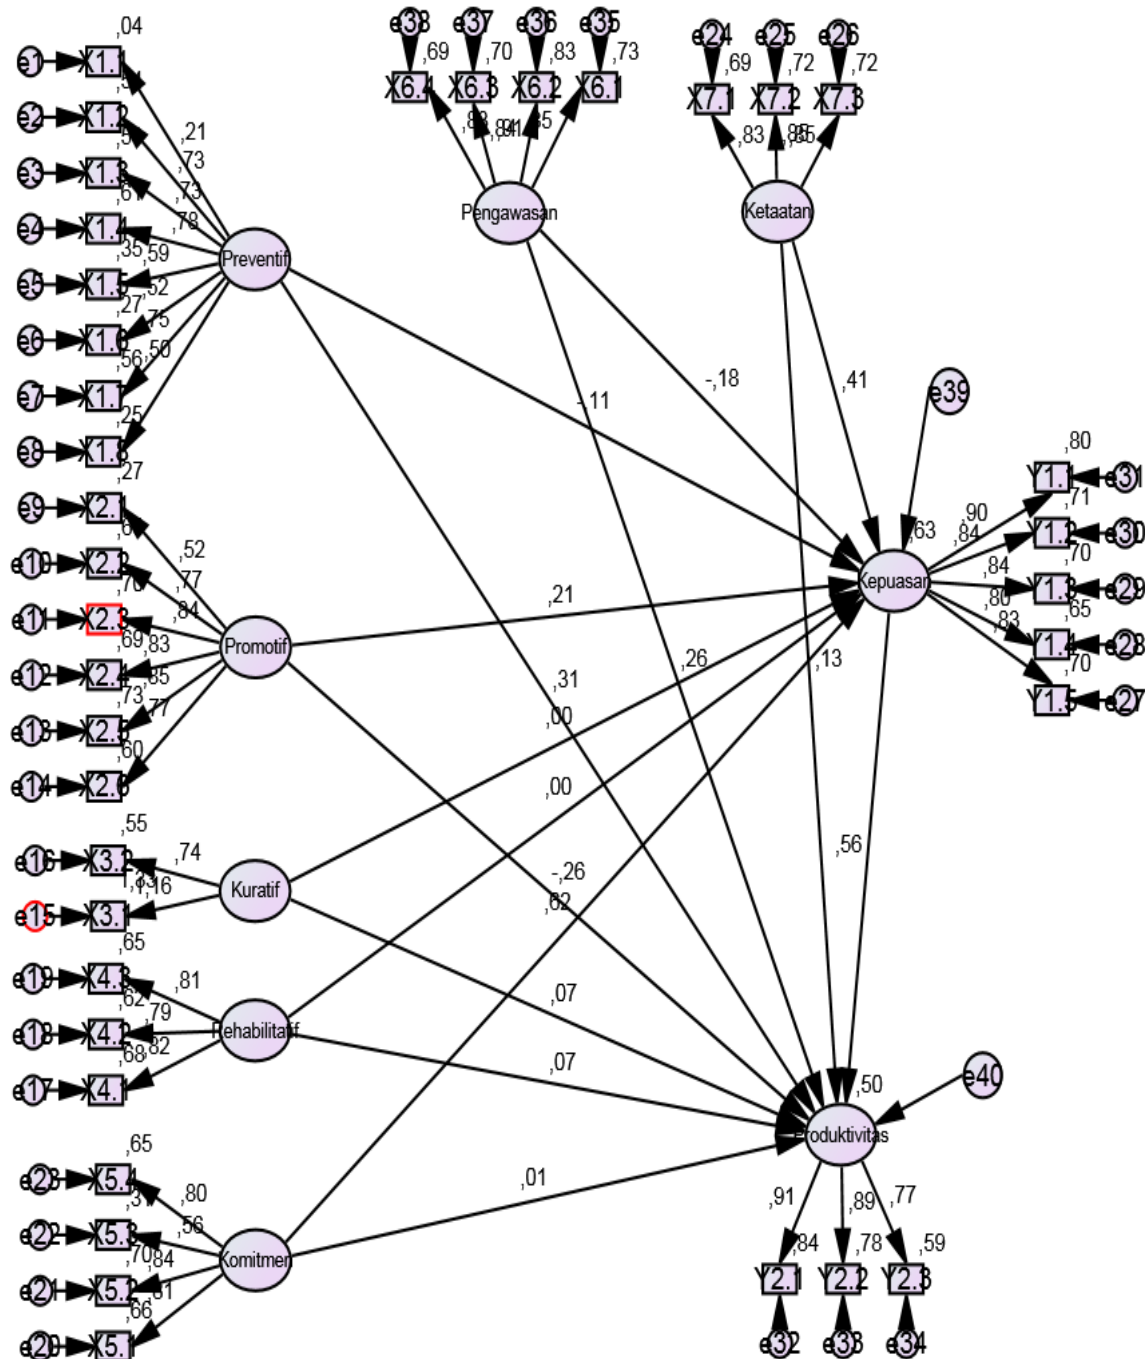 e38 e37 e36 e35
,69 ,70 ,83 ,73
X6.4 X6.3 X6.2 X6.1
,83 ,84 ,91 ,85
Pengawasan
e24 e25 e26
,69 ,72 ,72
X7.1 X7.2 X7.3
,83 ,85 ,85
Ketaatan
,04
e1 X1.1
e2 X1.2
e3 X1.3
,61
e4 X1.4
,35
e5 X1.5
,27
e6 X1.6
,56
e7 X1.7
,25
e8 X1.8
,21
,73
,73
,78
,59
,52
,75
,50
Preventif
,27
e9 X2.1
e10 X2.2
,70
e11 X2.3
,69
e12 X2.4
,73
e13 X2.5
,60
e14 X2.6
,52
,77
,84
,83
,85
,77
Promotif
,55
e16 X3.2
e15 X3.1
,74
1,16
Kuratif
,65
e19 X4.3
,62
e18 X4.2
,68
e17 X4.1
,81
,79
,82
Rehabilitatif
,65
e23 X5.4
,31
e22 X5.3
,70
e21 X5.2
,66
e20 X5.1
,80
,56
,84
,81
Komitmen
-,11
-,18
,41
,21
,31
,26
,13
,00
,00
-,26
,62
,56
,07
,07
,01
e39
,63
Kepuasan
,90
,84
,84
,80
,83
,80
Y1.1 e31
,71
Y1.2 e30
,70
Y1.3 e29
,65
Y1.4 e28
,70
Y1.5 e27
e40
,50
Produktivitas
,91 ,89 ,77
,84 ,78 ,59
Y2.1 Y2.2 Y2.3
e32 e33 e34